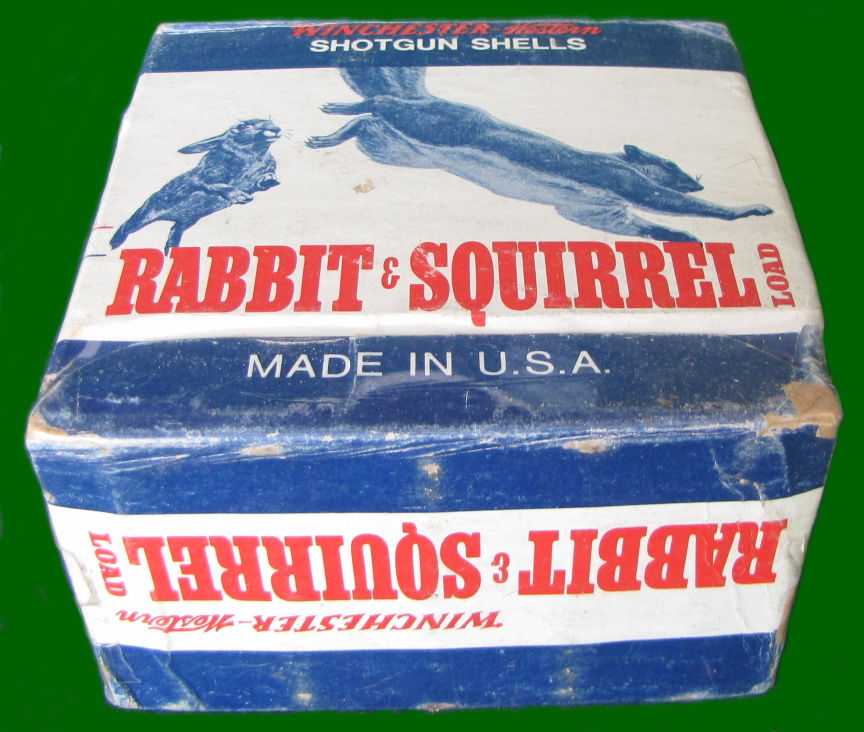 WINCHESTER-Western
SHOTGUN SHELLS
RABBIT & SQUIRREL LOAD
MADE IN U.S.A.
RABBIT & SQUIRREL LOAD
WINCHESTER-Western